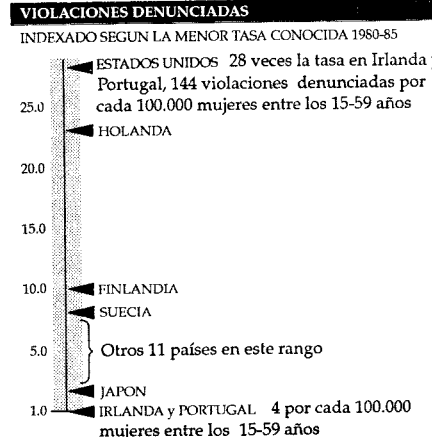 VIOLACIONES DENUNCIADAS
INDEXADO SEGUN LA MENOR TASA CONOCIDA 1980-85
ESTADOS UNIDOS 28 veces la tasa en Irlanda y
Portugal, 144 violaciones denunciadas por
cada 100.000 mujeres entre los 15-59 años
25.0
HOLANDA
20.0
15.0
10.0
FINLANDIA
SUECIA
5.0
Otros 11 países en este rango
JAPON
1.0
IRLANDA y PORTUGAL 4 por cada 100.000
mujeres entre los 15-59 años